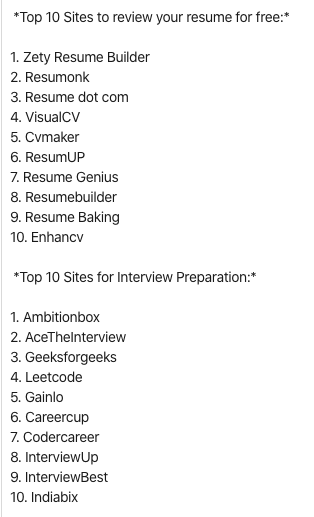 *Top 10 Sites to review your resume for free:*
1. Zety Resume Builder
2. Resumonk
3. Resume dot com
4. VisualCV
5. Cvmaker
6. ResumUP
7. Resume Genius
8. Resumebuilder
9. Resume Baking
10. Enhancv
*Top 10 Sites for Interview Preparation:*
1. Ambitionbox
2. AceTheInterview
3. Geeksforgeeks
4. Leetcode
5. Gainlo
6. Careercup
7. Codercareer
8. InterviewUp
9. InterviewBest
10. Indiabix